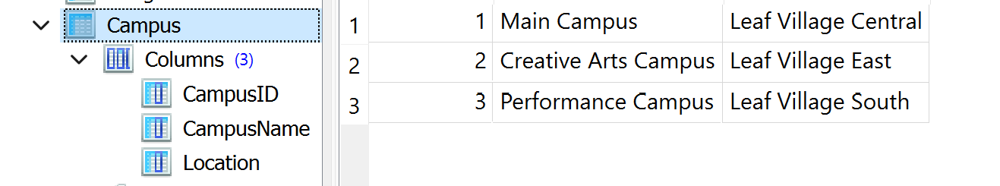 Campus
Columns (3)
CampusID
CampusName
Location
1 1 Main Campus Leaf Village Central
2 2 Creative Arts Campus Leaf Village East
3 3 Performance Campus Leaf Village South